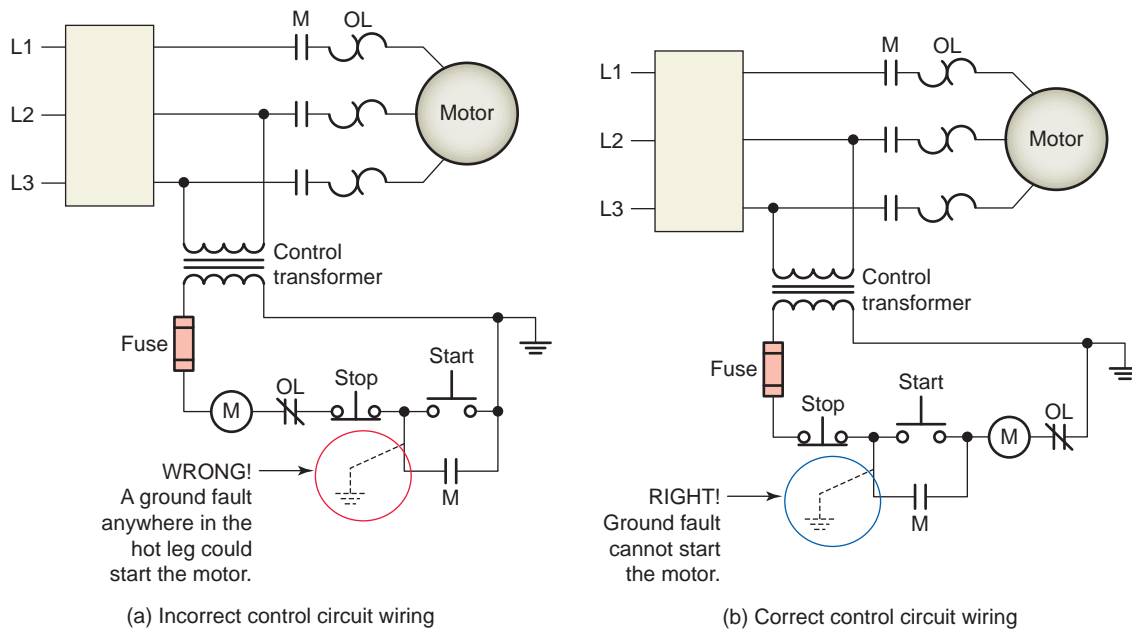 M OL
L1
L2
Motor
L3
Control
transformer
Fuse
Start
Stop
OL
M
WRONG!
A ground fault
anywhere in the
hot leg could
start the motor.
M
(a) Incorrect control circuit wiring
M OL
L1
L2
Motor
L3
Control
transformer
Fuse
Start
Stop
OL
M
RIGHT!
Ground fault
cannot start
the motor.
M
(b) Correct control circuit wiring